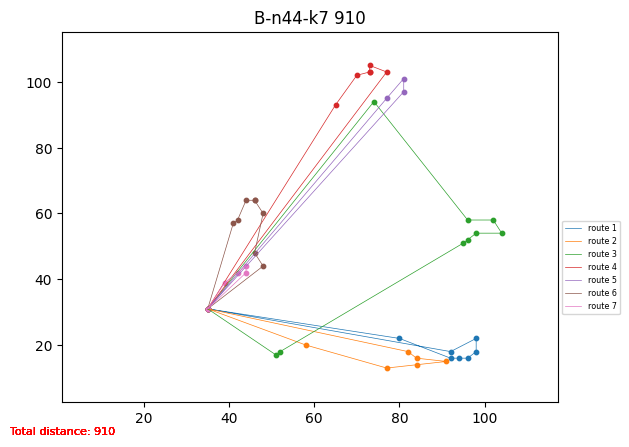 B-n44-k7 910
100
80
60
40
20
20
40
60
80
100
route 1
route 2
route 3
route 4
route 5
route 6
route 7
Total distance: 910